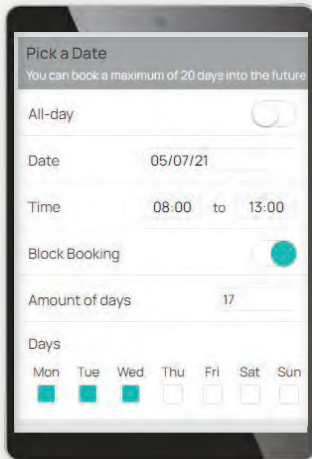 Pick a Date
You can book a maximum of 20 days into the future
All-day
Date 05/07/21
Time 08:00 to 13:00
Block Booking
Amount of days 17
Days
Mon Tue Wed Thu Fri Sat Sun